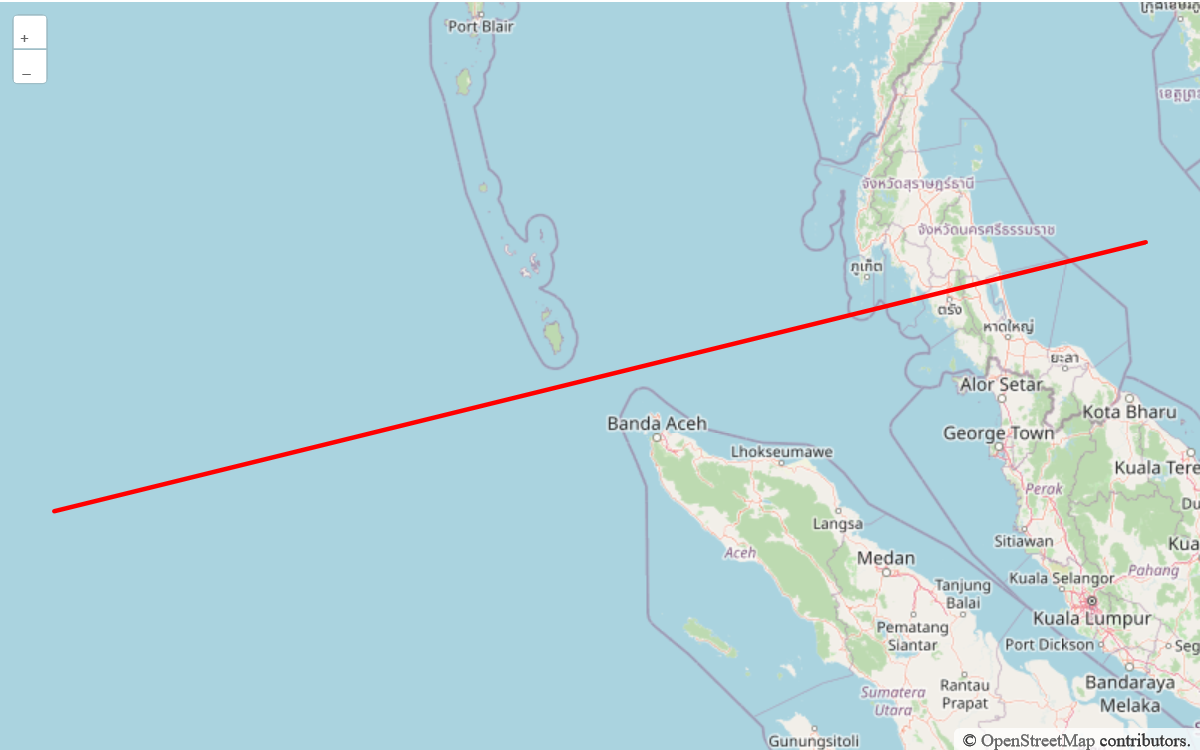 +
–
Port Blair
จังหวัดสุราษฎร์ธานี
จังหวัดนครศรีธรรมราช
ภูเก็ต
ตรัง
หาดใหญ่
ยะลา
Alor Setar
Kota Bharu
Banda Aceh
George Town
Lhokseumawe
Kuala Tere
Perak
Langsa
Sitiawan
Aceh
Medan
Kuala Selangor
Pahang
Tanjung
Balai
Kuala Lumpur
Pematang
Siantar
Port Dickson
Bandaraya
Melaka
Rantau
Prapat
Sumatera
Utara
Gunungsitoli
© OpenStreetMap contributors.